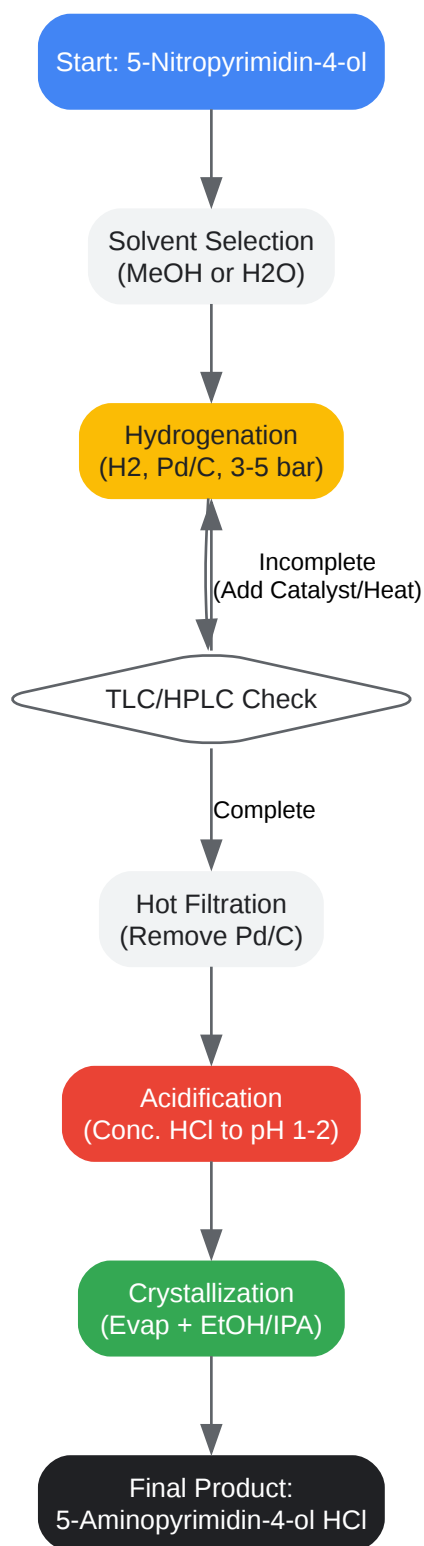 Start: 5-Nitropyrimidin-4-ol
Solvent Selection
(MeOH or H2O)
Hydrogenation
(H2, Pd/C, 3-5 bar)
Incomplete
(Add Catalyst/Heat)
TLC/HPLC Check
Complete
Hot Filtration
(Remove Pd/C)
Acidification
(Conc. HCl to pH 1-2)
Crystallization
(Evap + EtOH/IPA)
Final Product:
5-Aminopyrimidin-4-ol HCl